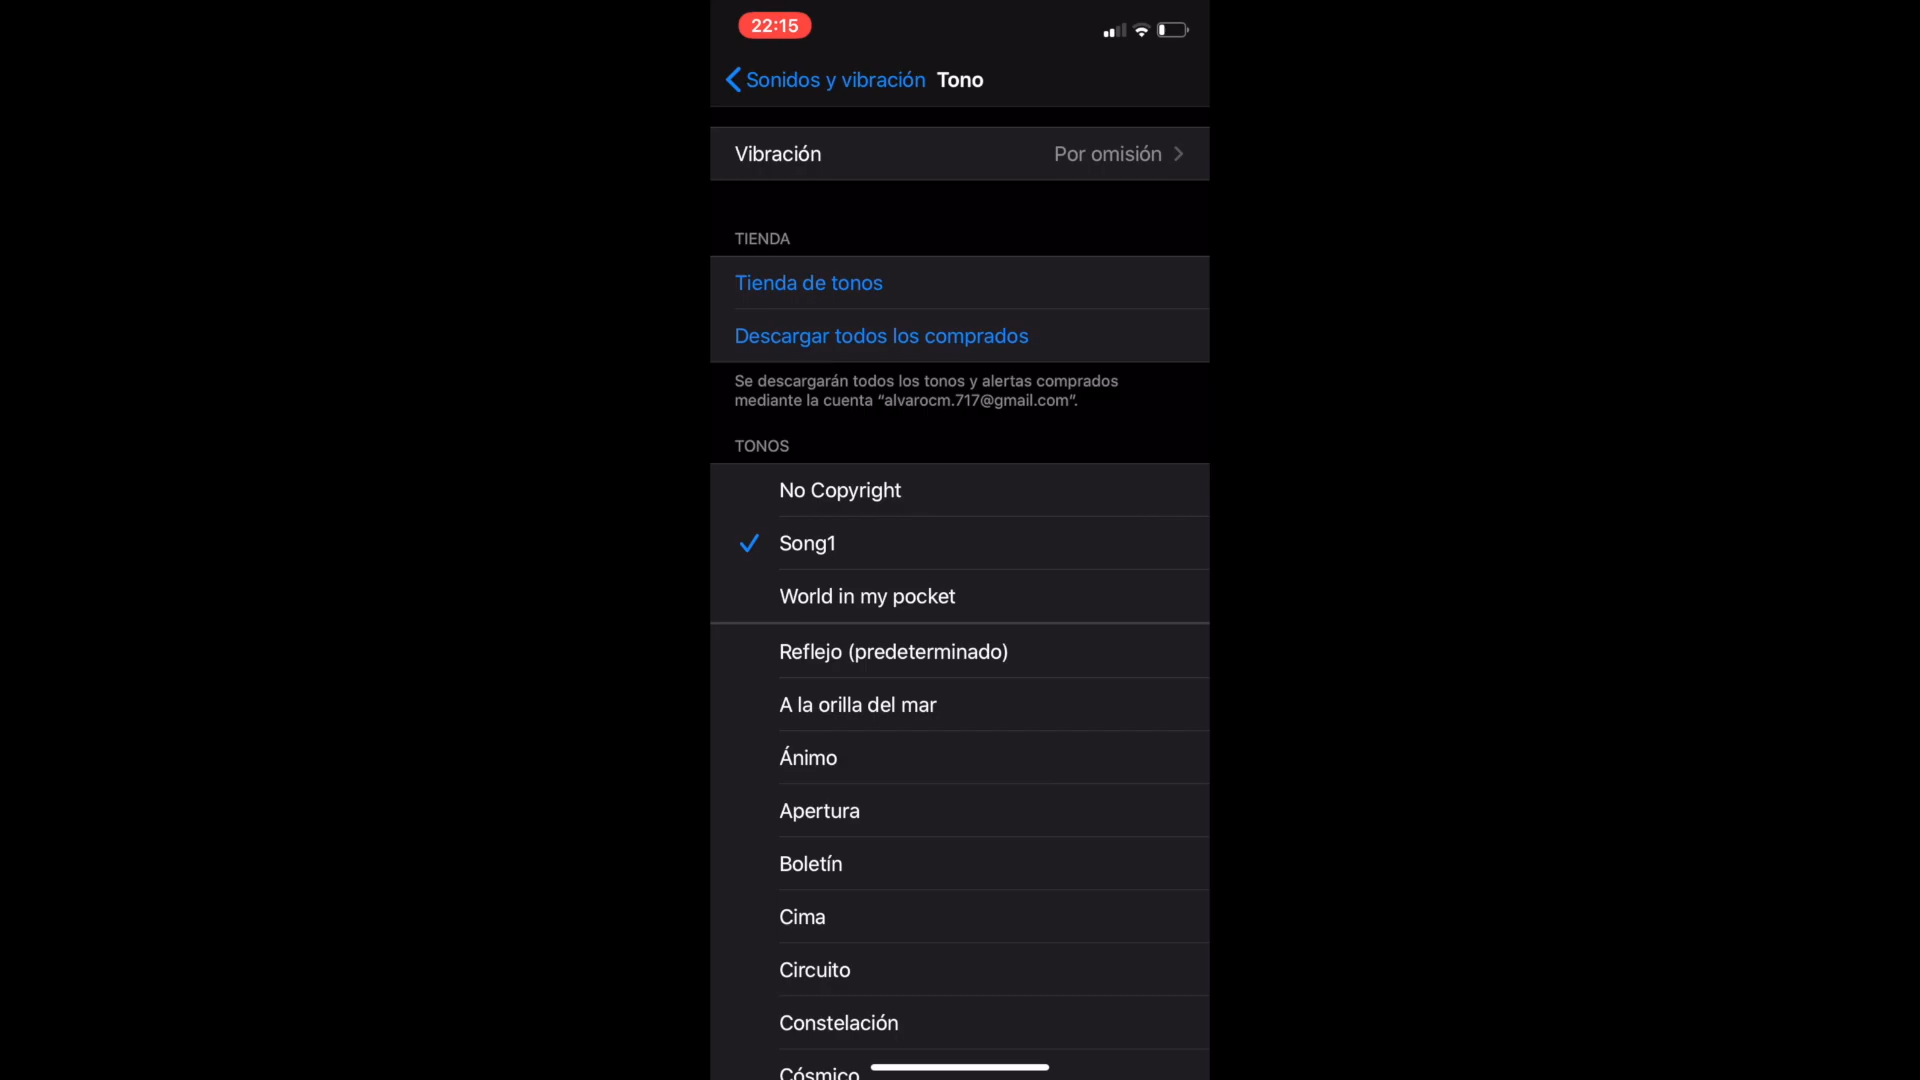 22:15
Sonidos y vibración Tono
Vibración Por omisión
TIENDA
Tienda de tonos
Descargar todos los comprados
Se descargarán todos los tonos y alertas comprados
mediante la cuenta “alvarocm.717@gmail.com”.
TONOS
No Copyright
Song1
World in my pocket
Reflejo (predeterminado)
A la orilla del mar
Ánimo
Apertura
Boletín
Cima
Circuito
Constelación
Cósmico